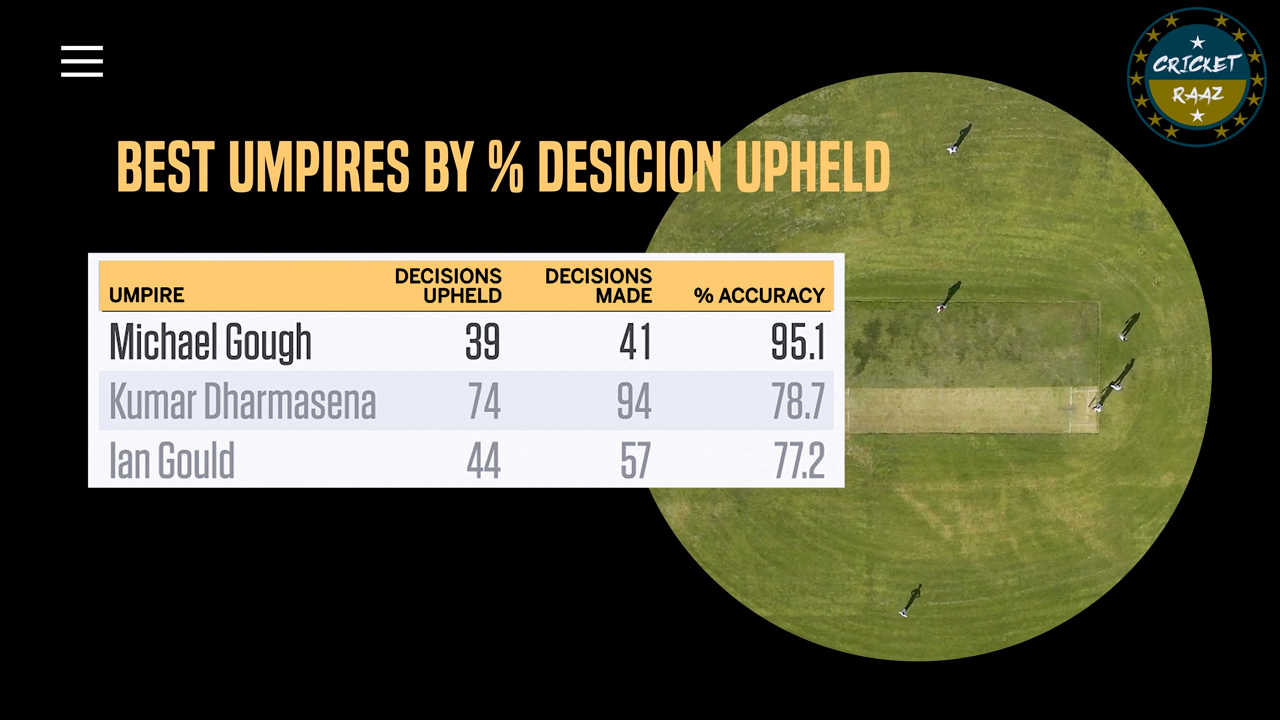 CRICKET
RAAZ
BEST UMPIRES BY % DESICION UPHELD
UMPIRE DECISIONS UPHELD DECISIONS MADE % ACCURACY
Michael Gough 39 41 95.1
Kumar Dharmasena 74 94 78.7
Ian Gould 44 57 77.2